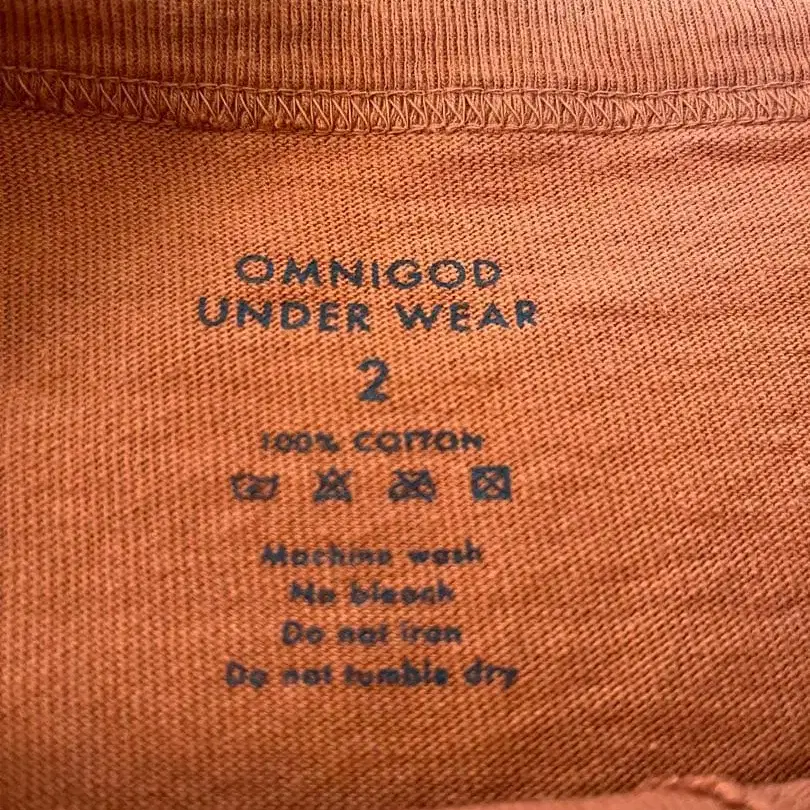 OMNIGOD
UNDER WEAR
2
100% COTTON
Machine wash
No bleach
Do not iron
Do not tumble dry